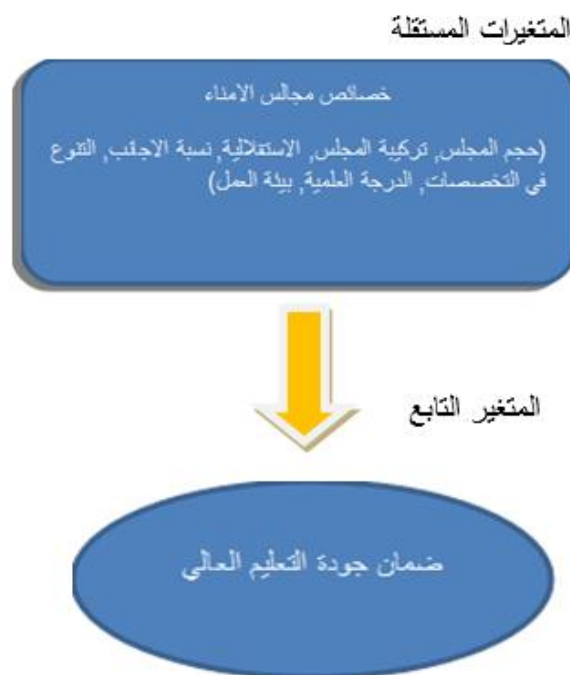 المتغيرات المستقلة
خصائص مجالس الامناء
(حجم المجلس, تركيبة المجلس, الاستقلالية, نسبة الاجانب, التنوع
في التخصصات, الدرجة العلمية, بيئة العمل)
المتغير التابع
ضمان جودة التعليم العالي